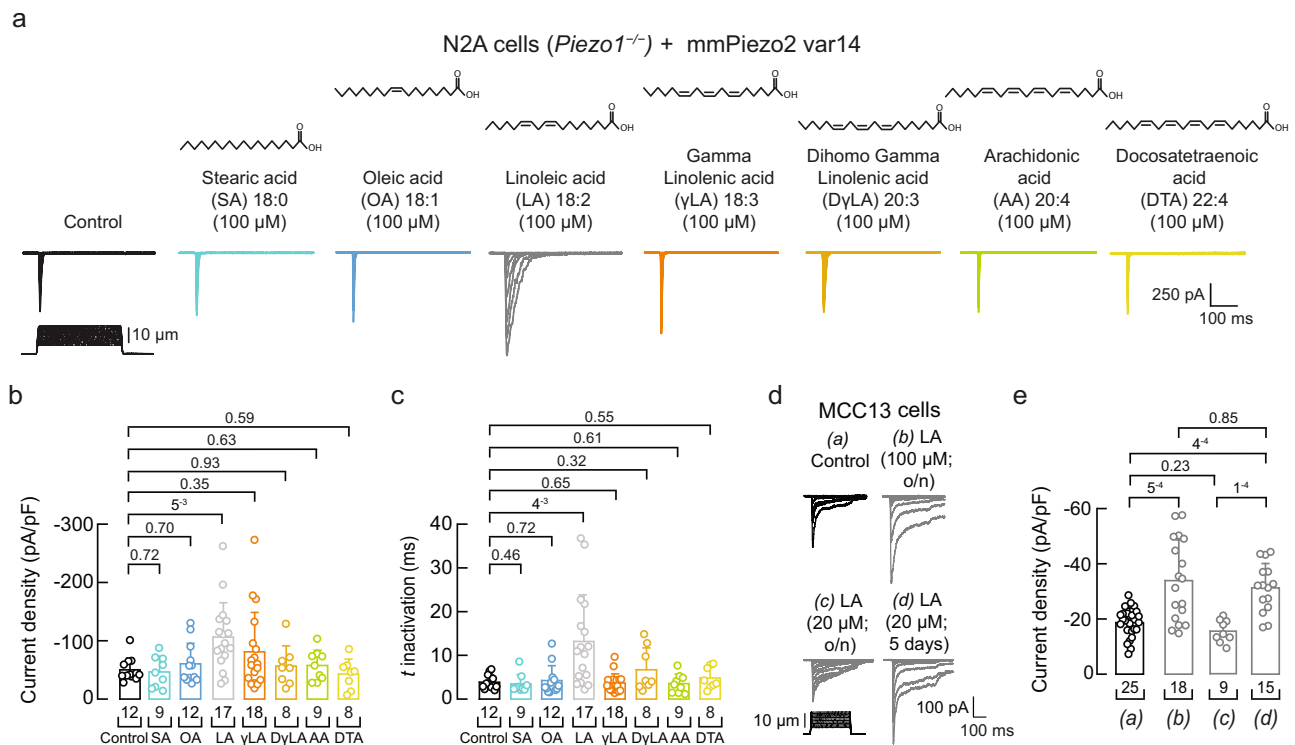 a
N2A cells (Piezo1⁻/⁻) + mmPiezo2 var14
O
OH
O
OH
O
OH
O
OH
O
OH
O
OH
O
OH
Control
Stearic acid
(SA) 18:0
(100 µM)
Oleic acid
(OA) 18:1
(100 µM)
Linoleic acid
(LA) 18:2
(100 µM)
Gamma
Linolenic acid
(γLA) 18:3
(100 µM)
Dihomo Gamma
Linolenic acid
(DγLA) 20:3
(100 µM)
Arachidonic
acid
(AA) 20:4
(100 µM)
Docosatetraenoic
acid
(DTA) 22:4
(100 µM)
10 µm
250 pA
100 ms
b
0.59
0.63
0.93
0.35
5⁻³
0.70
0.72
Current density (pA/pF)
-300
-200
-100
0
12 9 12 17 18 8 9 8
Control SA OA LA γLA DγLA AA DTA
c
0.55
0.61
0.32
0.65
4⁻³
0.72
0.46
t inactivation (ms)
40
30
20
10
0
12 9 12 17 18 8 9 8
Control SA OA LA γLA DγLA AA DTA
d
MCC13 cells
(a)
Control
(b) LA
(100 µM;
o/n)
(c) LA
(20 µM;
o/n)
(d) LA
(20 µM;
5 days)
10 µm
100 pA
100 ms
e
0.85
4⁻⁴
0.23
5⁻⁴
1⁻⁴
Current density (pA/pF)
-60
-40
-20
0
25 18 9 15
(a) (b) (c) (d)